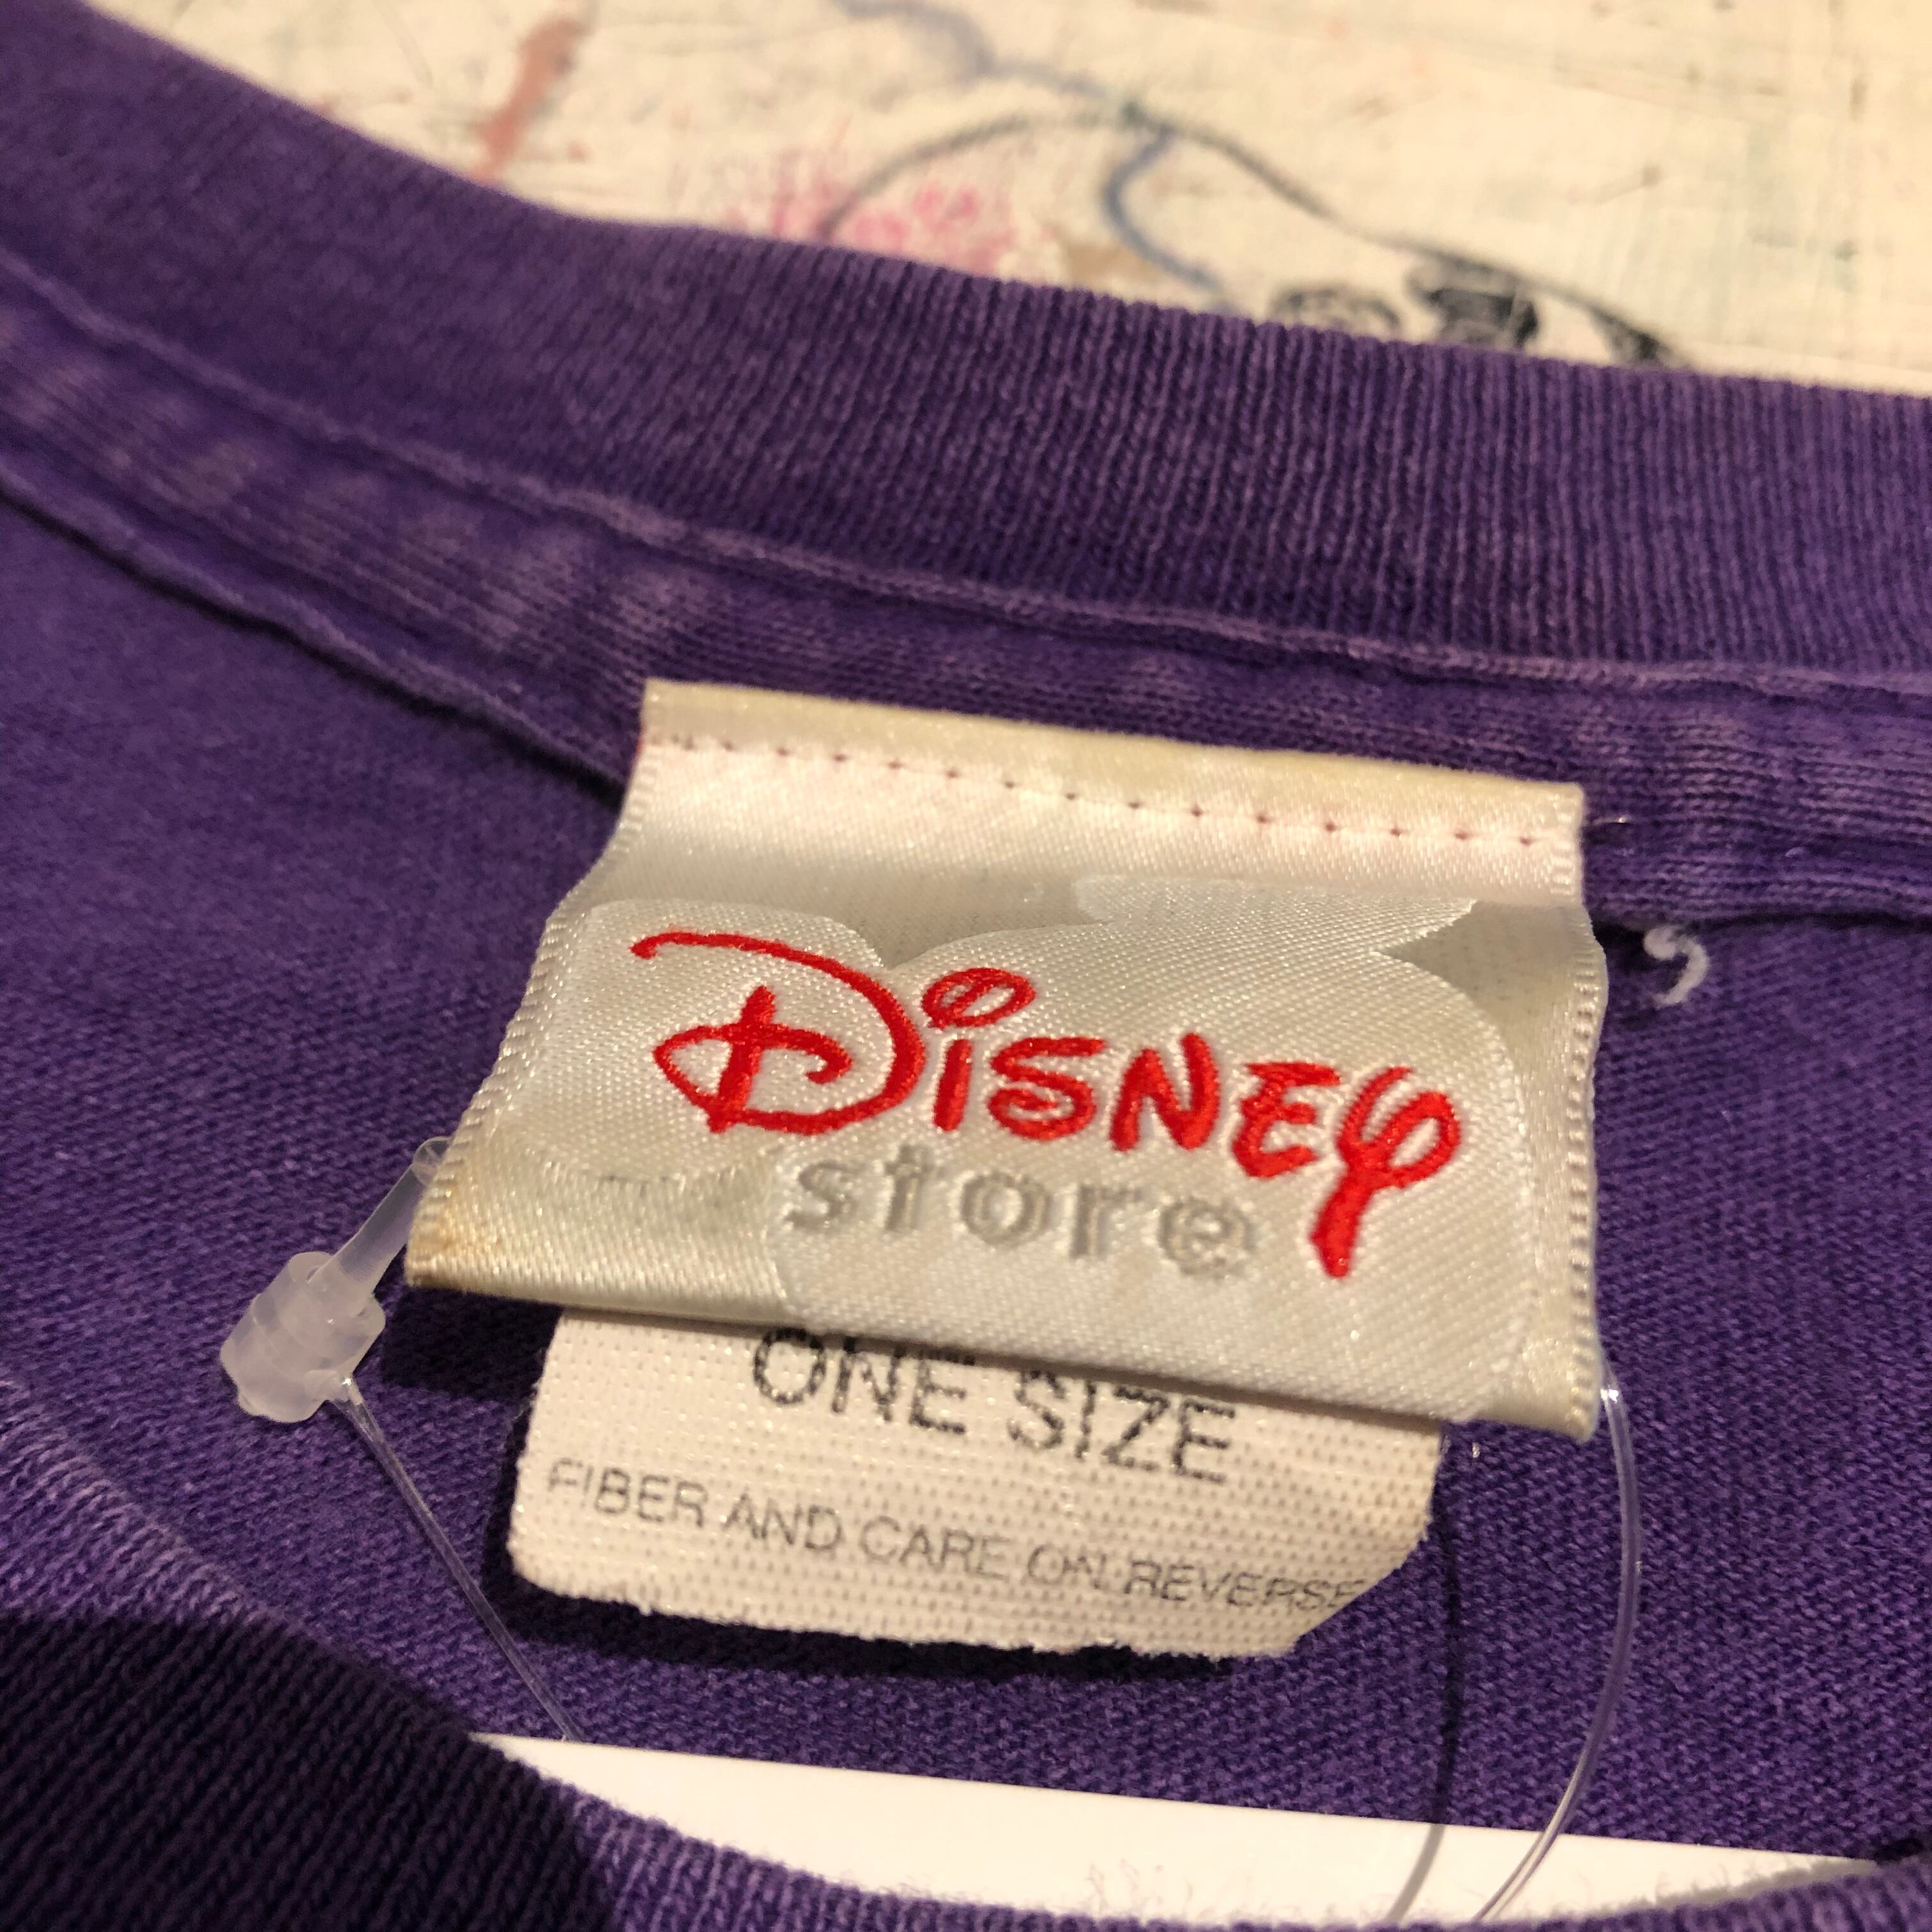 Disney
store
ONE SIZE
FIBER AND CARE ON REVERSE